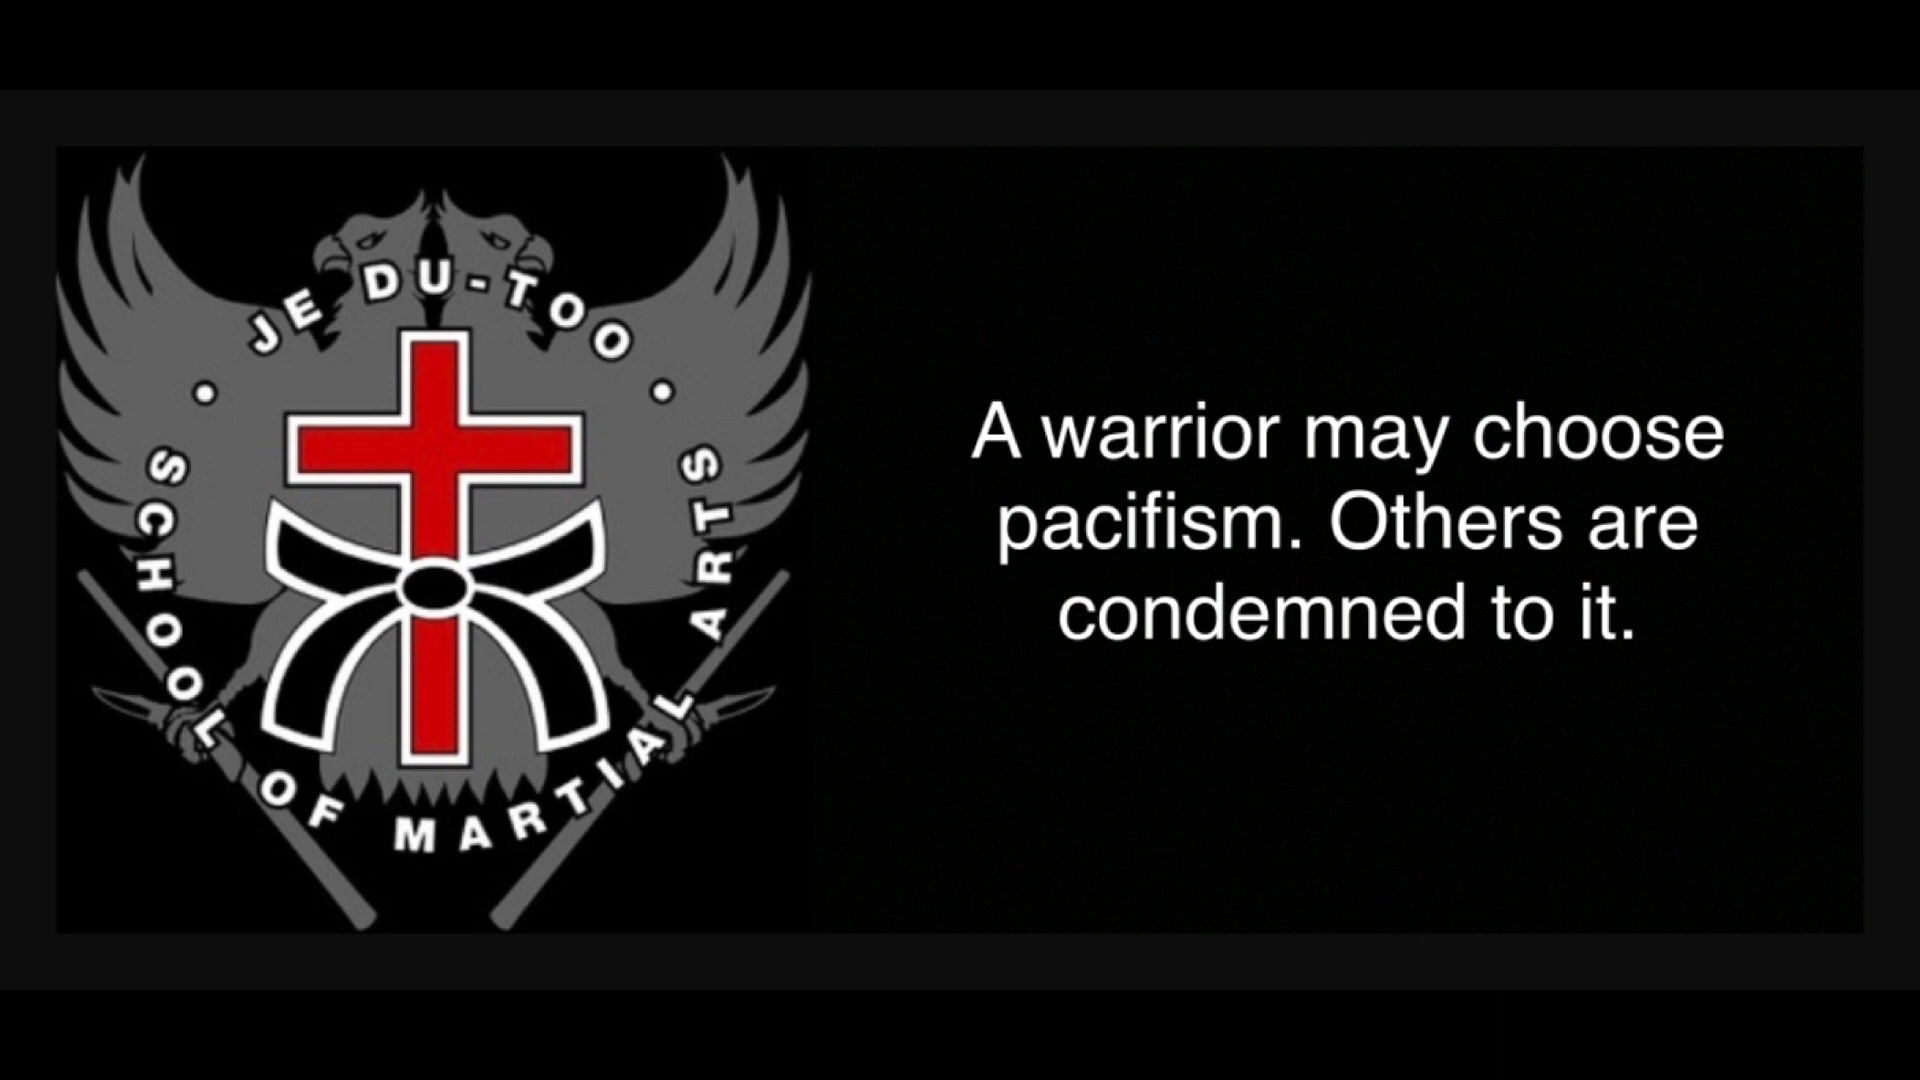 JE DU-TOO
SCHOOL OF MARTIAL ARTS
A warrior may choose
pacifism. Others are
condemned to it.